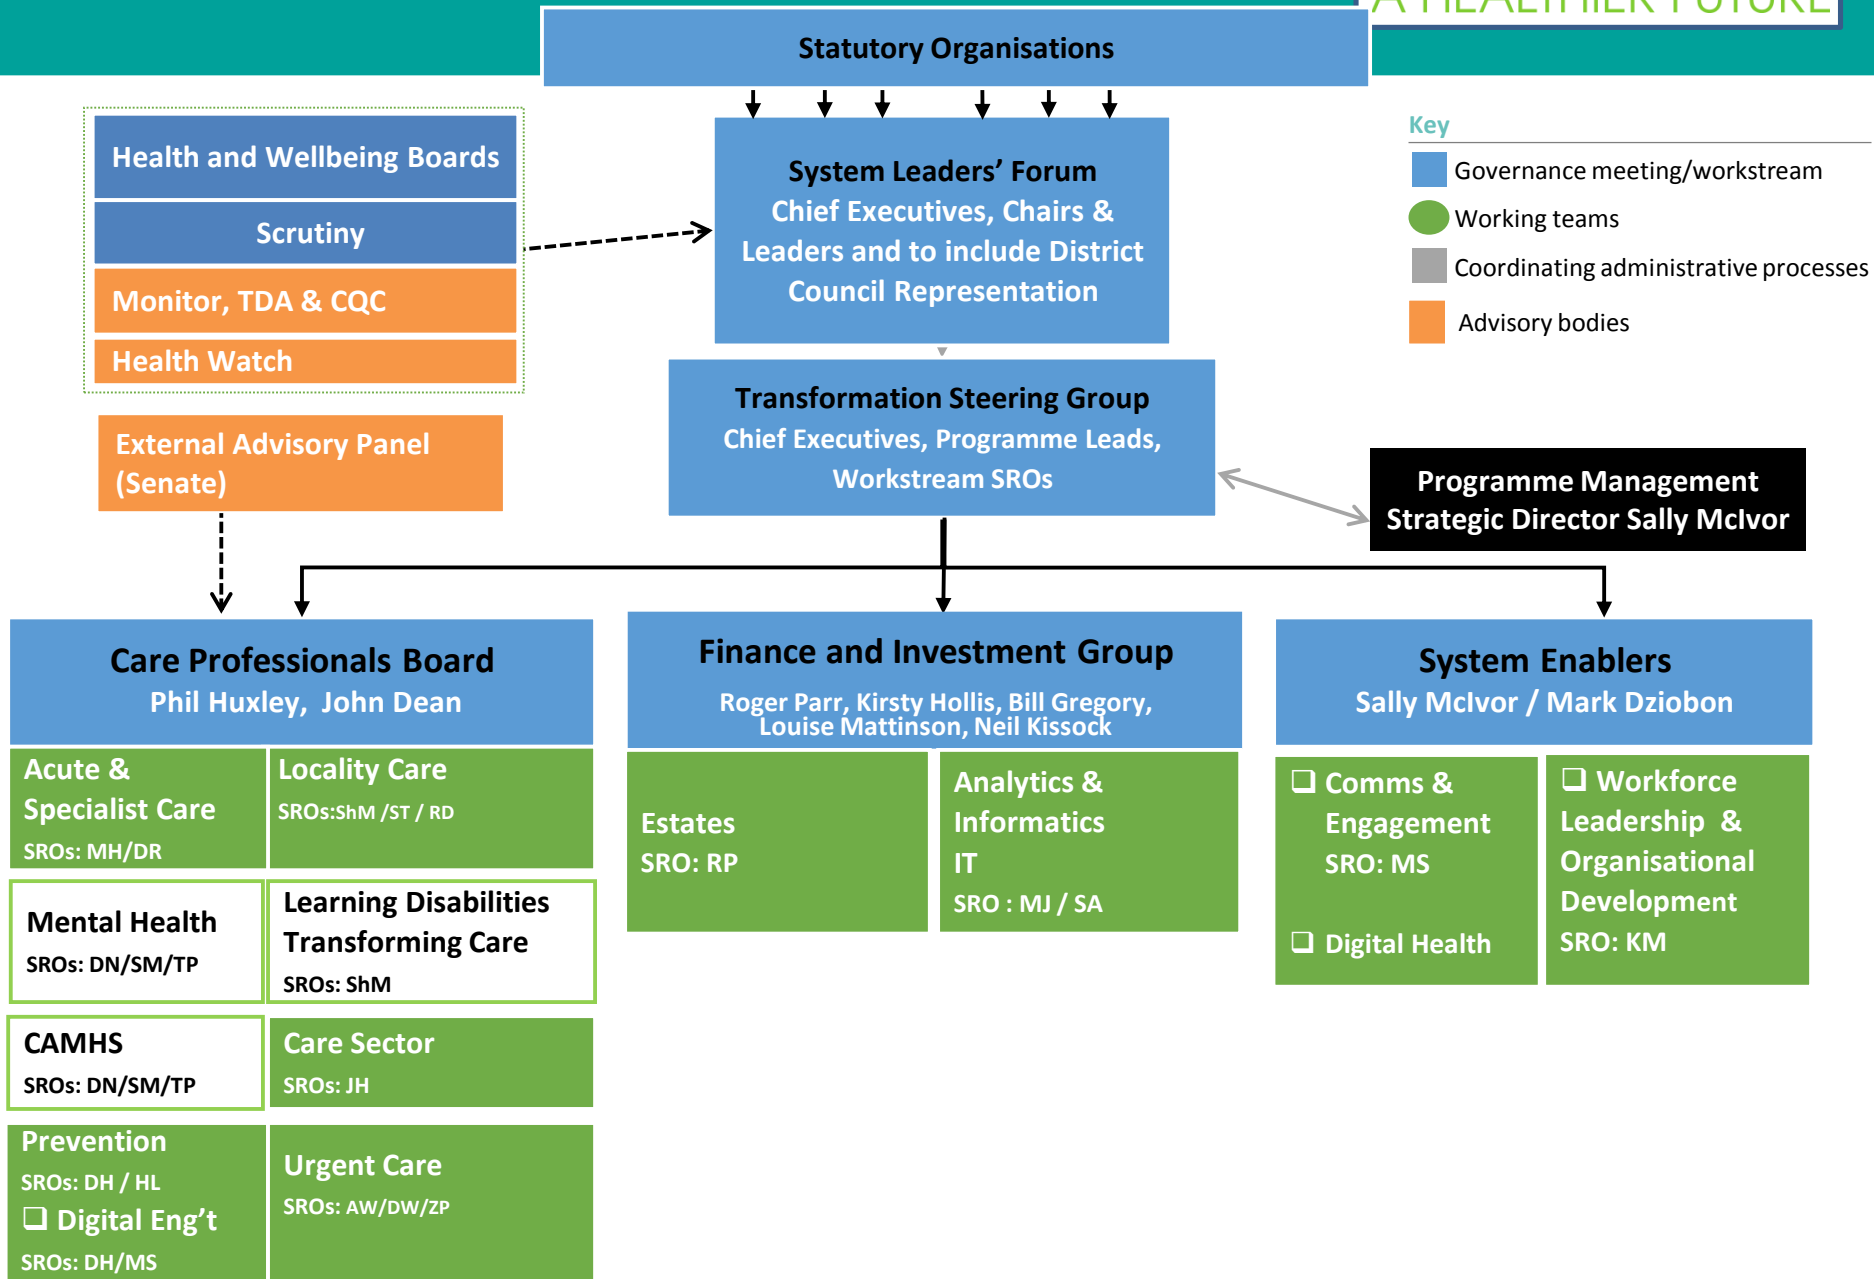 A HEALTHIER FUTURE
Statutory Organisations
Health and Wellbeing Boards
Scrutiny
Monitor, TDA & CQC
Health Watch
System Leaders’ Forum
Chief Executives, Chairs &
Leaders and to include District
Council Representation
Key
Governance meeting/workstream
Working teams
Coordinating administrative processes
Advisory bodies
External Advisory Panel
(Senate)
Transformation Steering Group
Chief Executives, Programme Leads,
Workstream SROs
Programme Management
Strategic Director Sally McIvor
Care Professionals Board
Phil Huxley, John Dean
Acute &
Specialist Care
SROs: MH/DR
Locality Care
SROs:ShM /ST / RD
Mental Health
SROs: DN/SM/TP
Learning Disabilities
Transforming Care
SROs: ShM
CAMHS
SROs: DN/SM/TP
Care Sector
SROs: JH
Prevention
SROs: DH / HL
❑ Digital Eng’t
SROs: DH/MS
Urgent Care
SROs: AW/DW/ZP
Finance and Investment Group
Roger Parr, Kirsty Hollis, Bill Gregory,
Louise Mattinson, Neil Kissock
Estates
SRO: RP
Analytics &
Informatics
IT
SRO : MJ / SA
System Enablers
Sally McIvor / Mark Dziobon
❑ Comms &
Engagement
SRO: MS
❑ Digital Health
❑ Workforce
Leadership &
Organisational
Development
SRO: KM